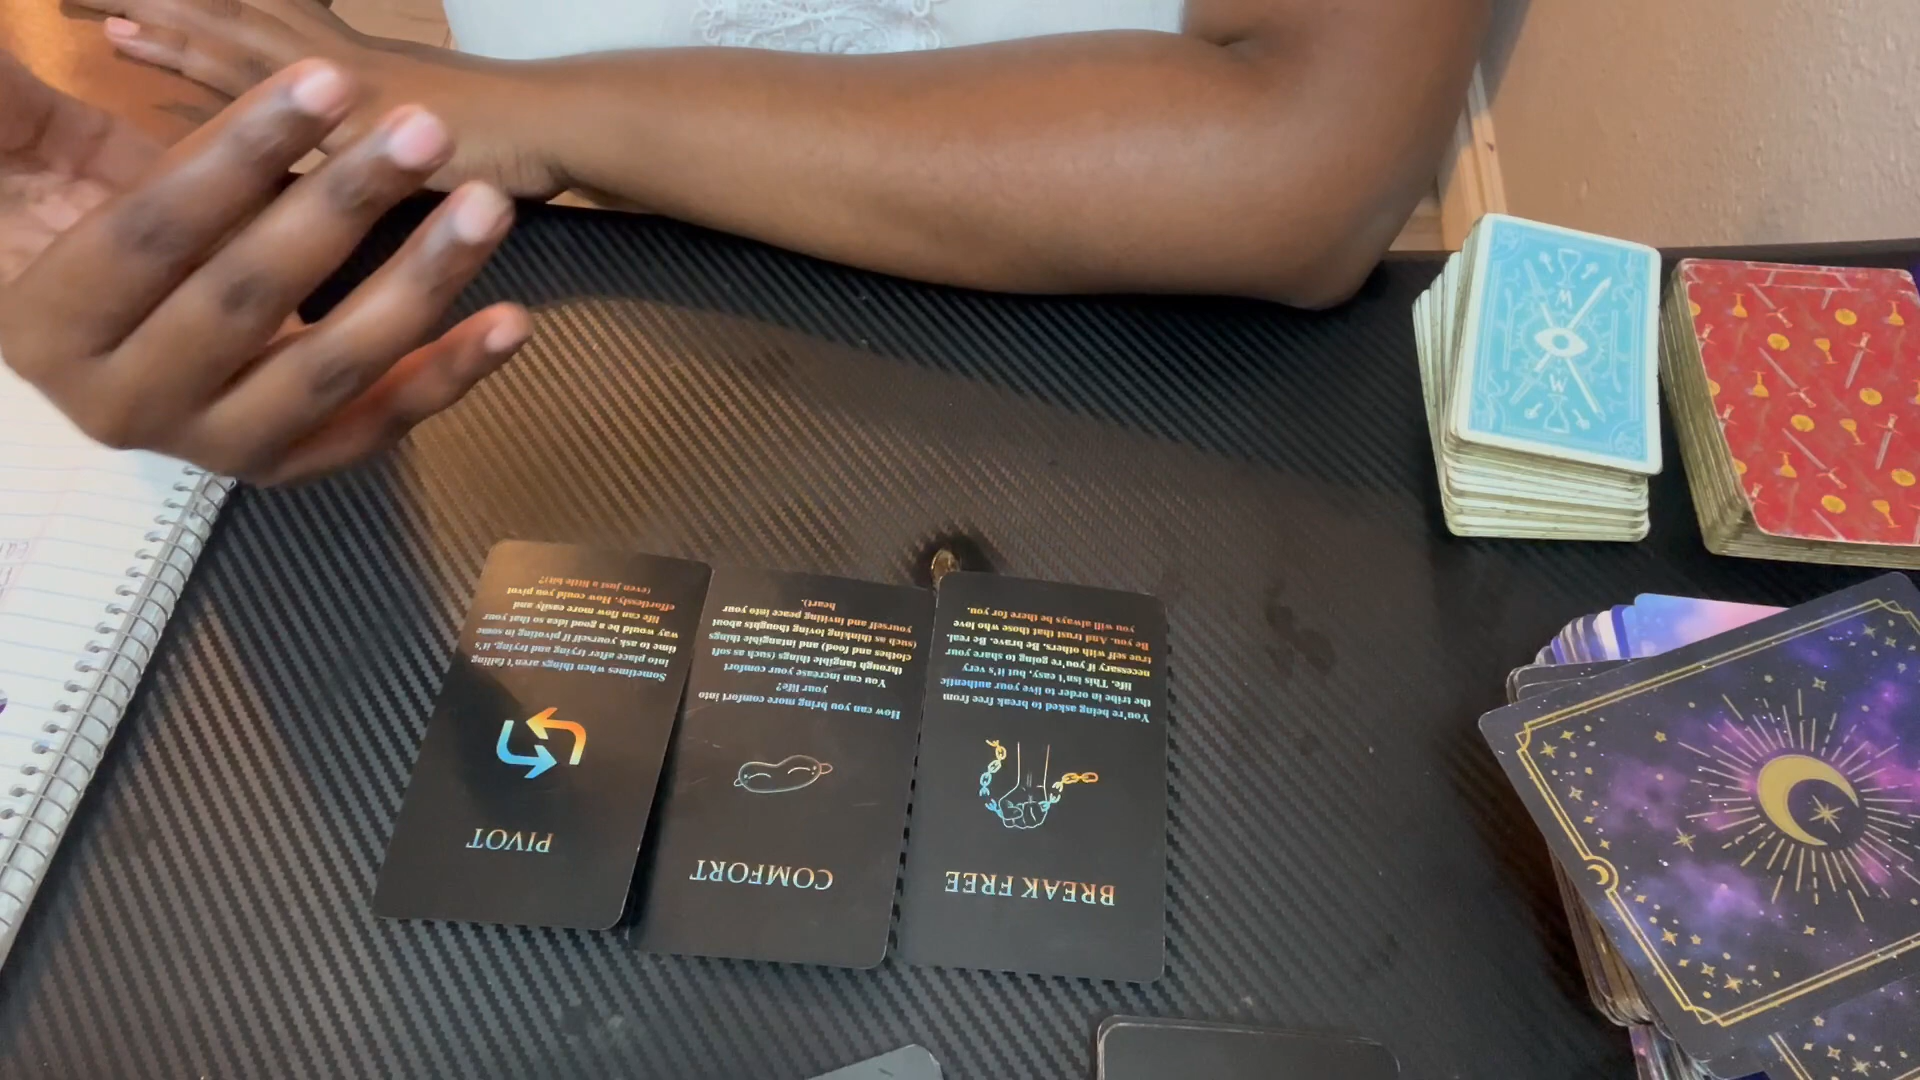 BREAK FREE
You're being asked to break free from
the tribe in order to live your authentic
life. This isn't easy, but it's very
necessary if you're going to share your
true self with others. Be brave. Be real.
Be you. And trust that those who love
you will always be there for you.
COMFORT
How can you bring more comfort into
your life?
You can increase your comfort
through tangible things (such as soft
clothes and food) and intangible things
(such as thinking loving thoughts about
yourself and inviting peace into your
heart).
PIVOT
Sometimes when things aren't falling
into place after trying and trying, it's
time to ask yourself if pivoting in some
way would be a good idea so that your
life can flow more easily and
effortlessly. How could you pivot
(even just a little bit)?
M
W